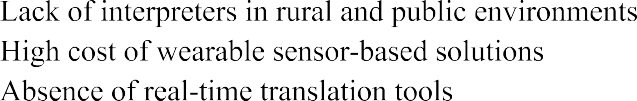 Lack of interpreters in rural and public environments
High cost of wearable sensor-based solutions
Absence of real-time translation tools